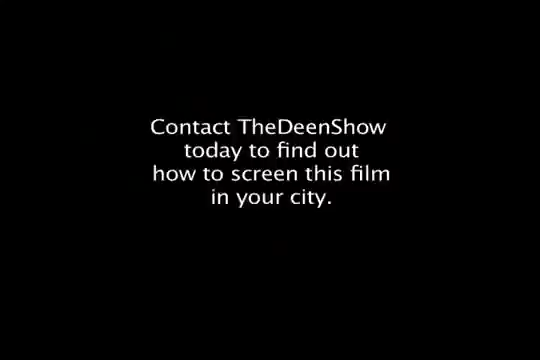 Contact TheDeenShow
today to find out
how to screen this film
in your city.